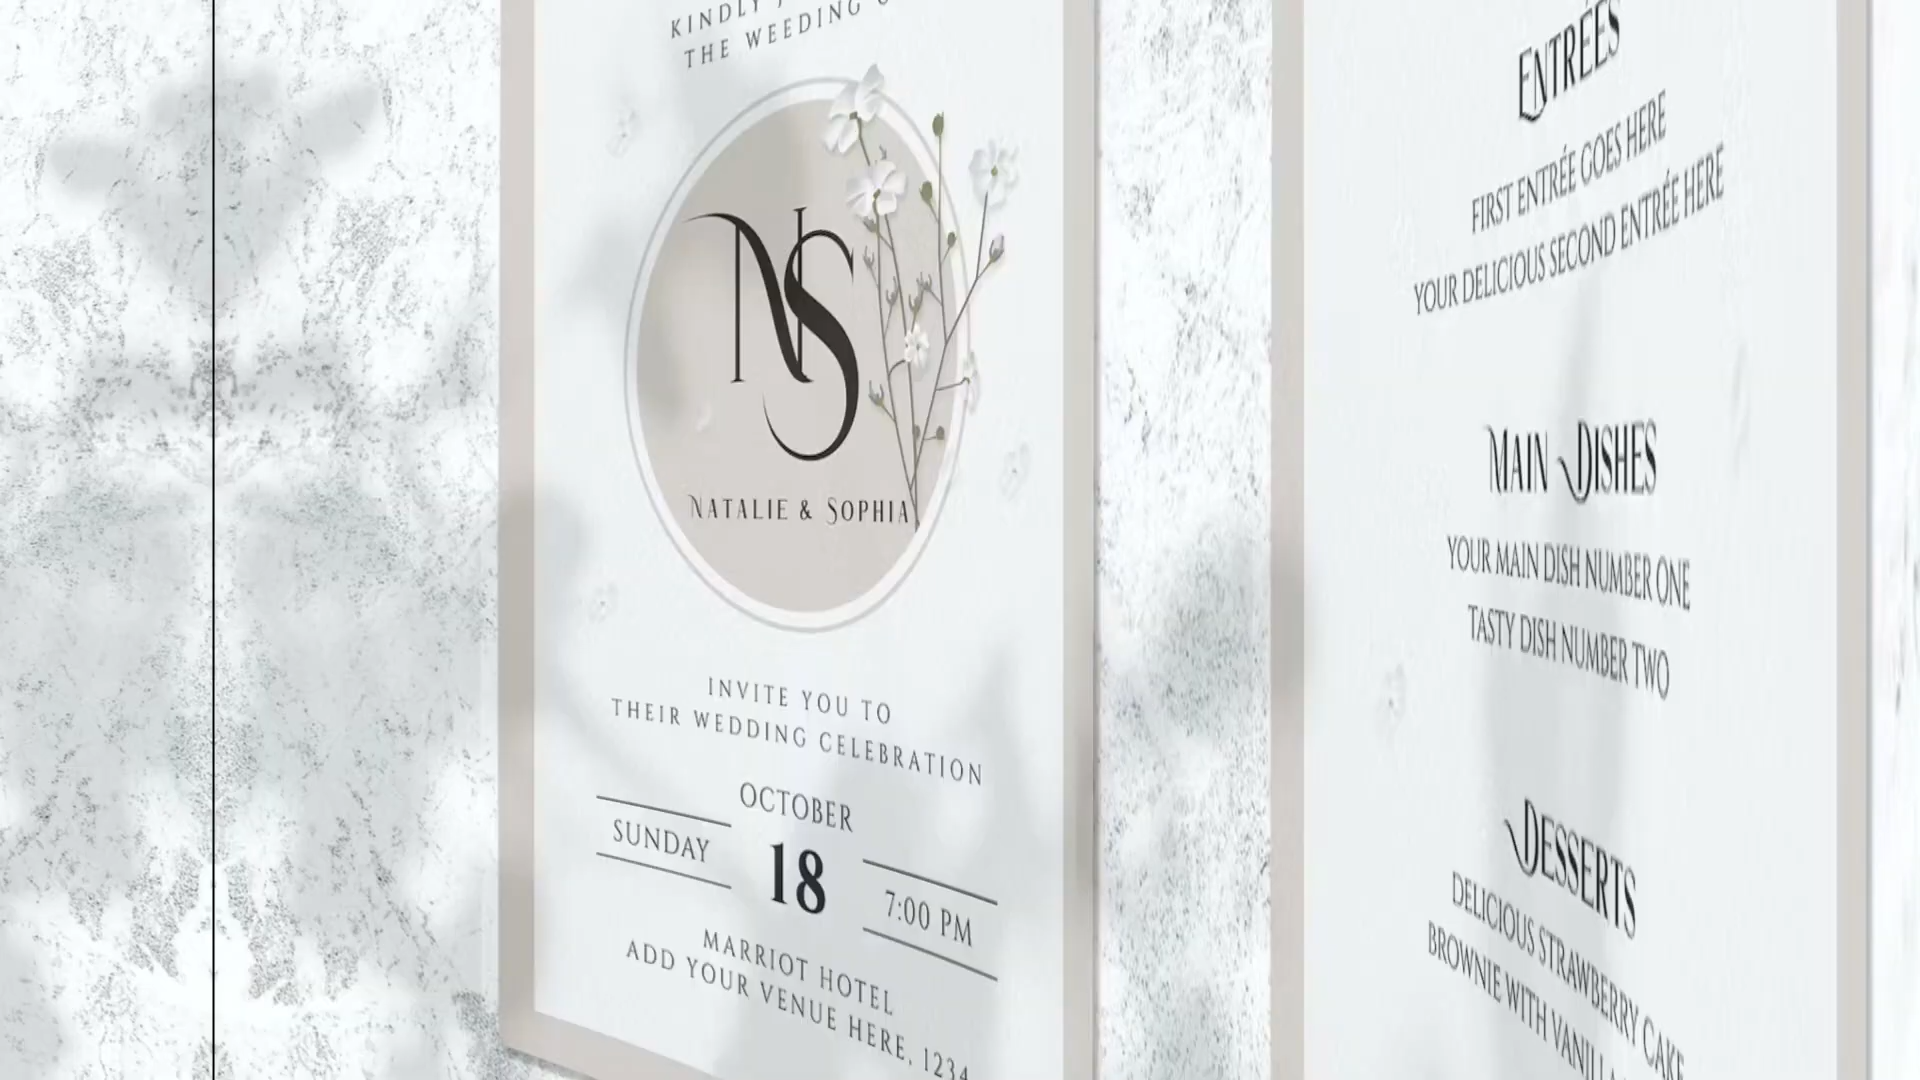 KINDLY
THE WEEDING
NS
NATALIE & SOPHIA
INVITE YOU TO
THEIR WEDDING CELEBRATION
OCTOBER
SUNDAY
18
7:00 PM
MARRIOT HOTEL
ADD YOUR VENUE HERE, 1234
ENTRÉES
FIRST ENTRÉE GOES HERE
YOUR DELICIOUS SECOND ENTRÉE HERE
MAIN DISHES
YOUR MAIN DISH NUMBER ONE
TASTY DISH NUMBER TWO
DESSERTS
DELICIOUS STRAWBERRY CAKE
BROWNIE WITH